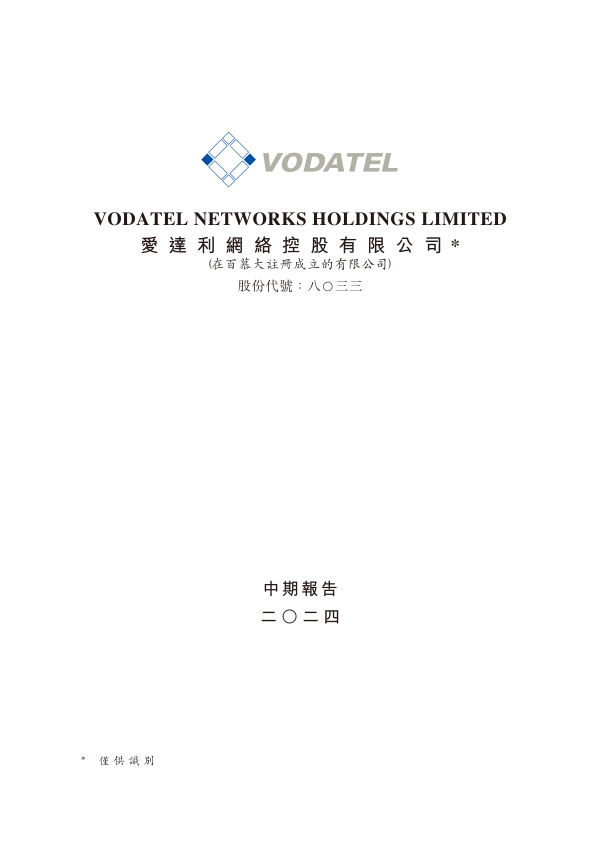 VODATEL
VODATEL NETWORKS HOLDINGS LIMITED
愛達利網絡控股有限公司*
(在百慕大註冊成立的有限公司)
股份代號：八○三三
中期報告
二○二四
* 僅供識別